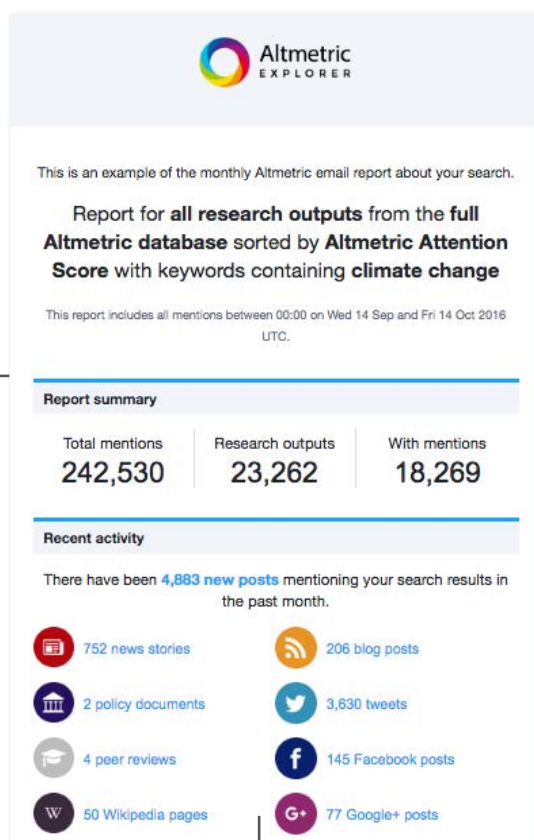 Altmetric
EXPLORER
This is an example of the monthly Altmetric email report about your search.
Report for all research outputs from the full
Altmetric database sorted by Altmetric Attention
Score with keywords containing climate change
This report includes all mentions between 00:00 on Wed 14 Sep and Fri 14 Oct 2016
UTC.
Report summary
Total mentions
242,530
Research outputs
23,262
With mentions
18,269
Recent activity
There have been 4,883 new posts mentioning your search results in
the past month.
752 news stories
206 blog posts
2 policy documents
3,630 tweets
4 peer reviews
f
145 Facebook posts
W
50 Wikipedia pages
G+
77 Google+ posts